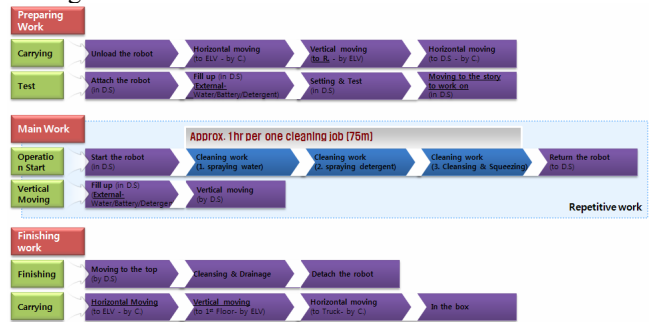 Preparing
Work
Carrying
Unload the robot
Horizontal moving
(to ELV - by C.)
Vertical moving
(to R. - by ELV)
Horizontal moving
(to D.S - by C.)
Test
Attach the robot
(in D.S)
Fill up (in D.S)
(External-
Water/Battery/Detergent)
Setting & Test
(in D.S)
Moving to the story
to work on
(in D.S)
Main Work
Approx. 1hr per one cleaning job [75m]
Operatio
n Start
Start the robot
(in D.S)
Cleaning work
(1. spraying water)
Cleaning work
(2. spraying detergent)
Cleaning work
(3. Cleansing & Squeezing)
Return the robot
(to D.S)
Vertical
Moving
Fill up (in D.S)
(External-
Water/Battery/Detergen
Vertical moving
(by D.S)
Repetitive work
Finishing
work
Finishing
Moving to the top
(by D.S)
Cleansing & Drainage
Detach the robot
Carrying
Horizontal Moving
(to ELV - by C.)
Vertical moving
(to 1st Floor- by ELV)
Horizontal moving
(to Truck- by C.)
In the box